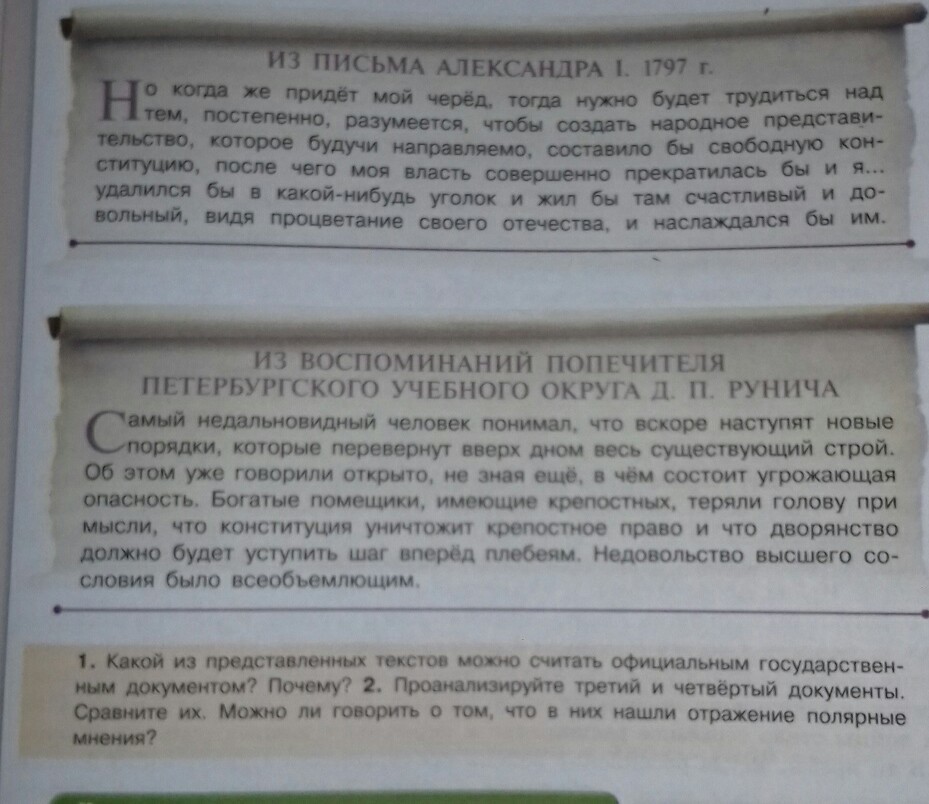 ИЗ ПИСЬМА АЛЕКСАНДРА I. 1797 г.
Но когда же придёт мой черёд, тогда нужно будет трудиться над
тем, постепенно, разумеется, чтобы создать народное представи-
тельство, которое будучи направляемо, составило бы свободную кон-
ституцию, после чего моя власть совершенно прекратилась бы и я...
удалился бы в какой-нибудь уголок и жил бы там счастливый и до-
вольный, видя процветание своего отечества, и наслаждался бы им.
ИЗ ВОСПОМИНАНИЙ ПОПЕЧИТЕЛЯ
ПЕТЕРБУРГСКОГО УЧЕБНОГО ОКРУГА Д. П. РУНИЧА
Самый недальновидный человек понимал, что вскоре наступят новые
порядки, которые перевернут вверх дном весь существующий строй.
Об этом уже говорили открыто, не зная ещё, в чём состоит угрожающая
опасность. Богатые помещики, имеющие крепостных, теряли голову при
мысли, что конституция уничтожит крепостное право и что дворянство
должно будет уступить шаг вперёд плебеям. Недовольство высшего со-
словия было всеобъемлющим.
1. Какой из представленных текстов можно считать официальным государствен-
ным документом? Почему? 2. Проанализируйте третий и четвёртый документы.
Сравните их. Можно ли говорить о том, что в них нашли отражение полярные
мнения?